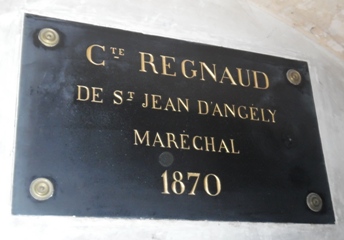 CTE REGNAUD
DE ST JEAN D'ANGÉLY
MARÉCHAL
1870